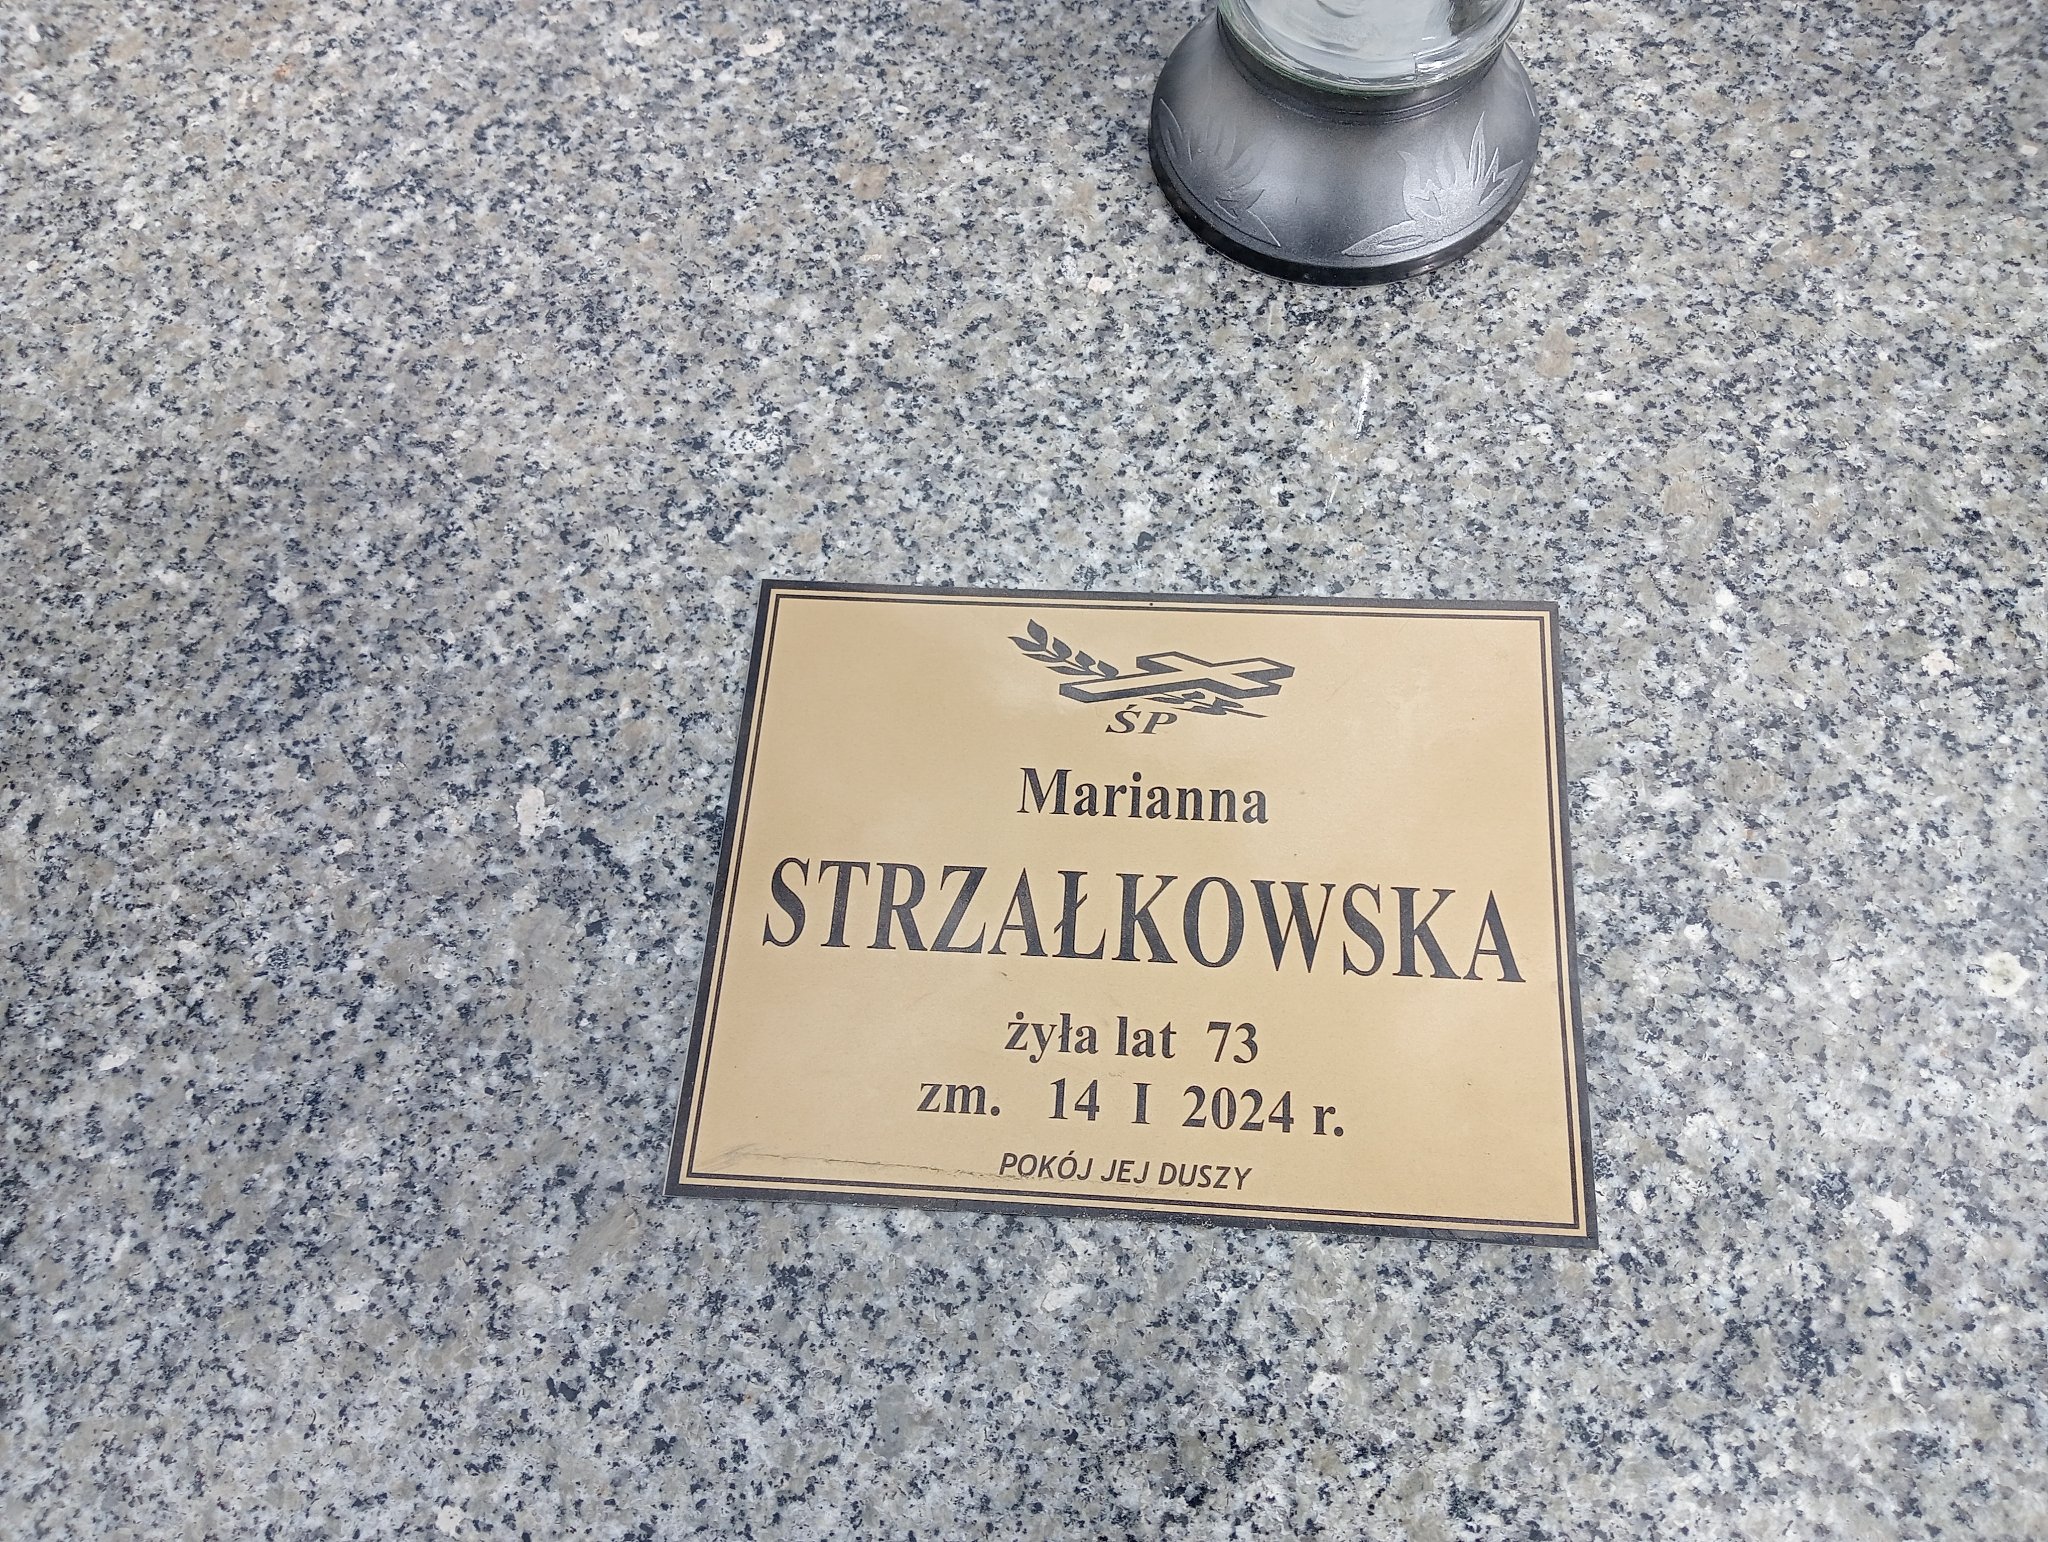 ŚP
Marianna
STRZAŁKOWSKA
żyła lat 73
zm. 14 I 2024 r.
POKÓJ JEJ DUSZY